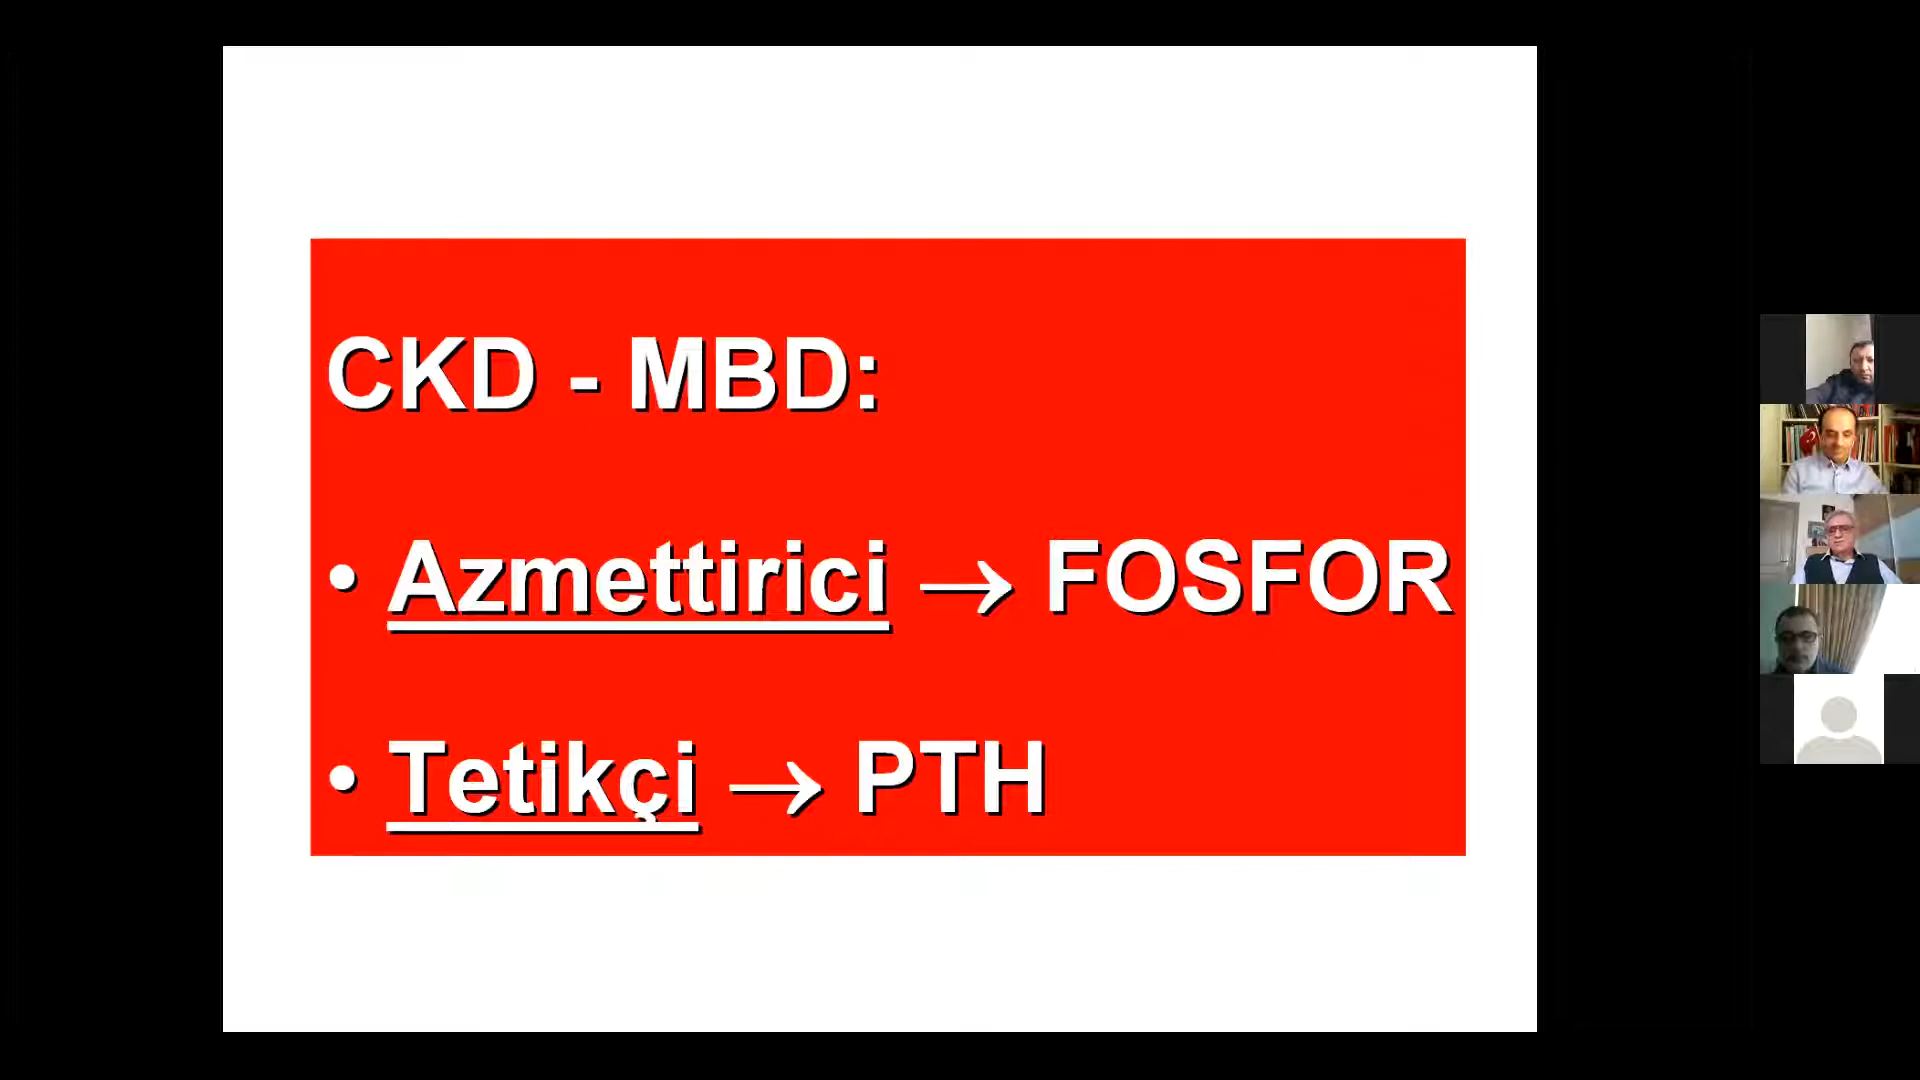 CKD - MBD:
• Azmettirici → FOSFOR
• Tetikçi → PTH